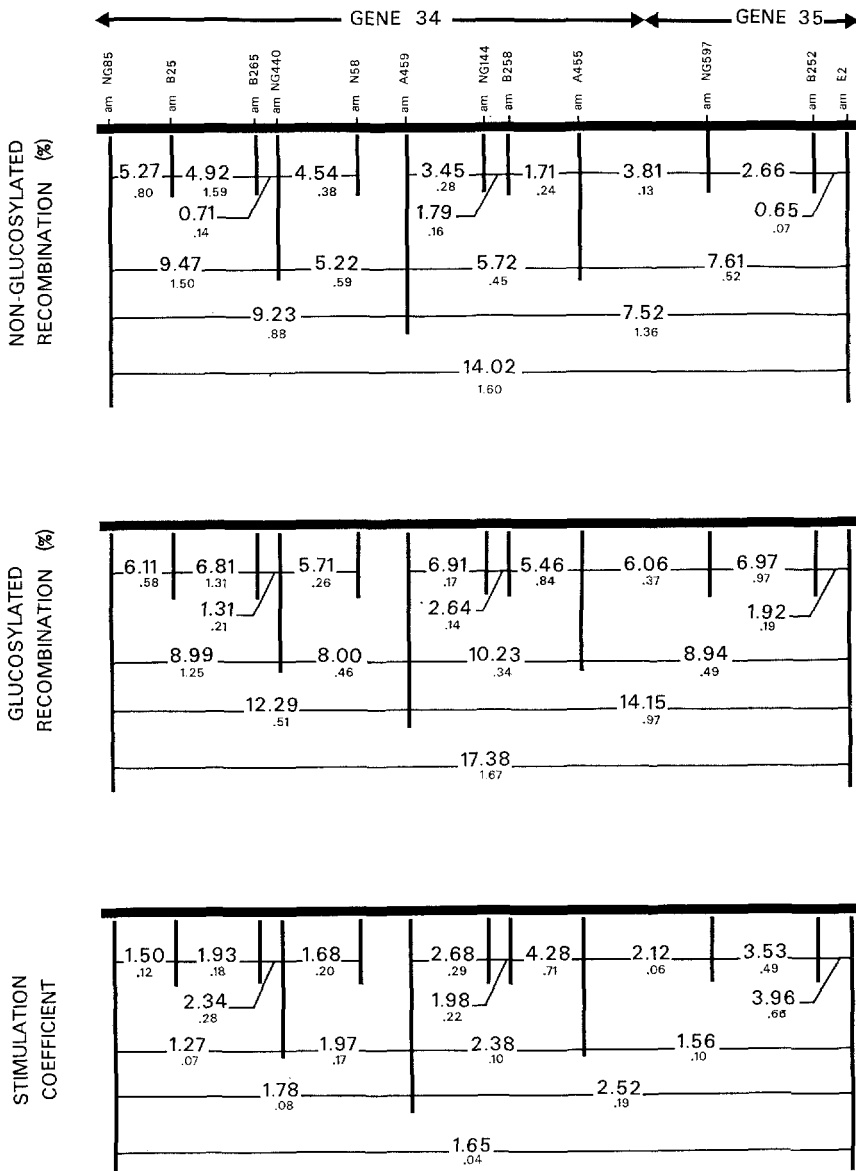 GENE 34 GENE 35
am NG85
am B25
am B265
am NG440
am N58
am A459
am NG144
am B258
am A455
am NG597
am B252
am E2
NON-GLUCOSYLATED
RECOMBINATION (%)
5.27 4.92 4.54 3.45 1.71 3.81 2.66
.80 1.59 .38 .28 .24 .13
0.71 1.79 0.65
.14 .16 .07
9.47 5.22 5.72 7.61
1.50 .59 .45 .52
9.23 7.52
.88 1.36
14.02
1.60
GLUCOSYLATED
RECOMBINATION (%)
6.11 6.81 5.71 6.91 5.46 6.06 6.97
.58 1.31 .26 .17 .84 .37 .97
1.31 2.64 1.92
.21 .14 .19
8.99 8.00 10.23 8.94
1.25 .46 .34 .49
12.29 14.15
.51 .97
17.38
1.67
STIMULATION
COEFFICIENT
1.50 1.93 1.68 2.68 4.28 2.12 3.53
.12 .18 .20 .29 .71 .06 .49
2.34 1.98 3.96
.28 .22 .66
1.27 1.97 2.38 1.56
.07 .17 .10 .10
1.78 2.52
.08 .19
1.65
.04